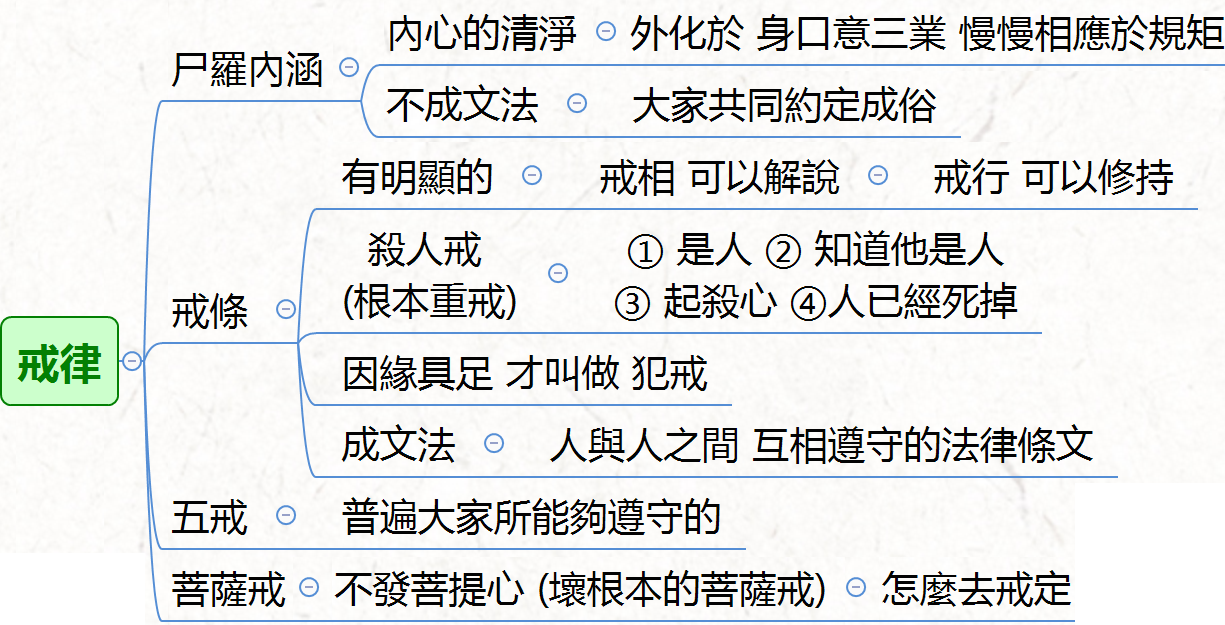 內心的清淨 外化於 身口意三業 慢慢相應於規矩
尸羅內涵
不成文法 大家共同約定成俗
有明顯的 戒相 可以解說 戒行 可以修持
殺人戒 ① 是人 ② 知道他是人
(根本重戒) ③ 起殺心 ④人已經死掉
戒條
戒律
因緣具足 才叫做 犯戒
成文法 人與人之間 互相遵守的法律條文
五戒 普遍大家所能夠遵守的
菩薩戒 不發菩提心 (壞根本的菩薩戒) 怎麼去戒定